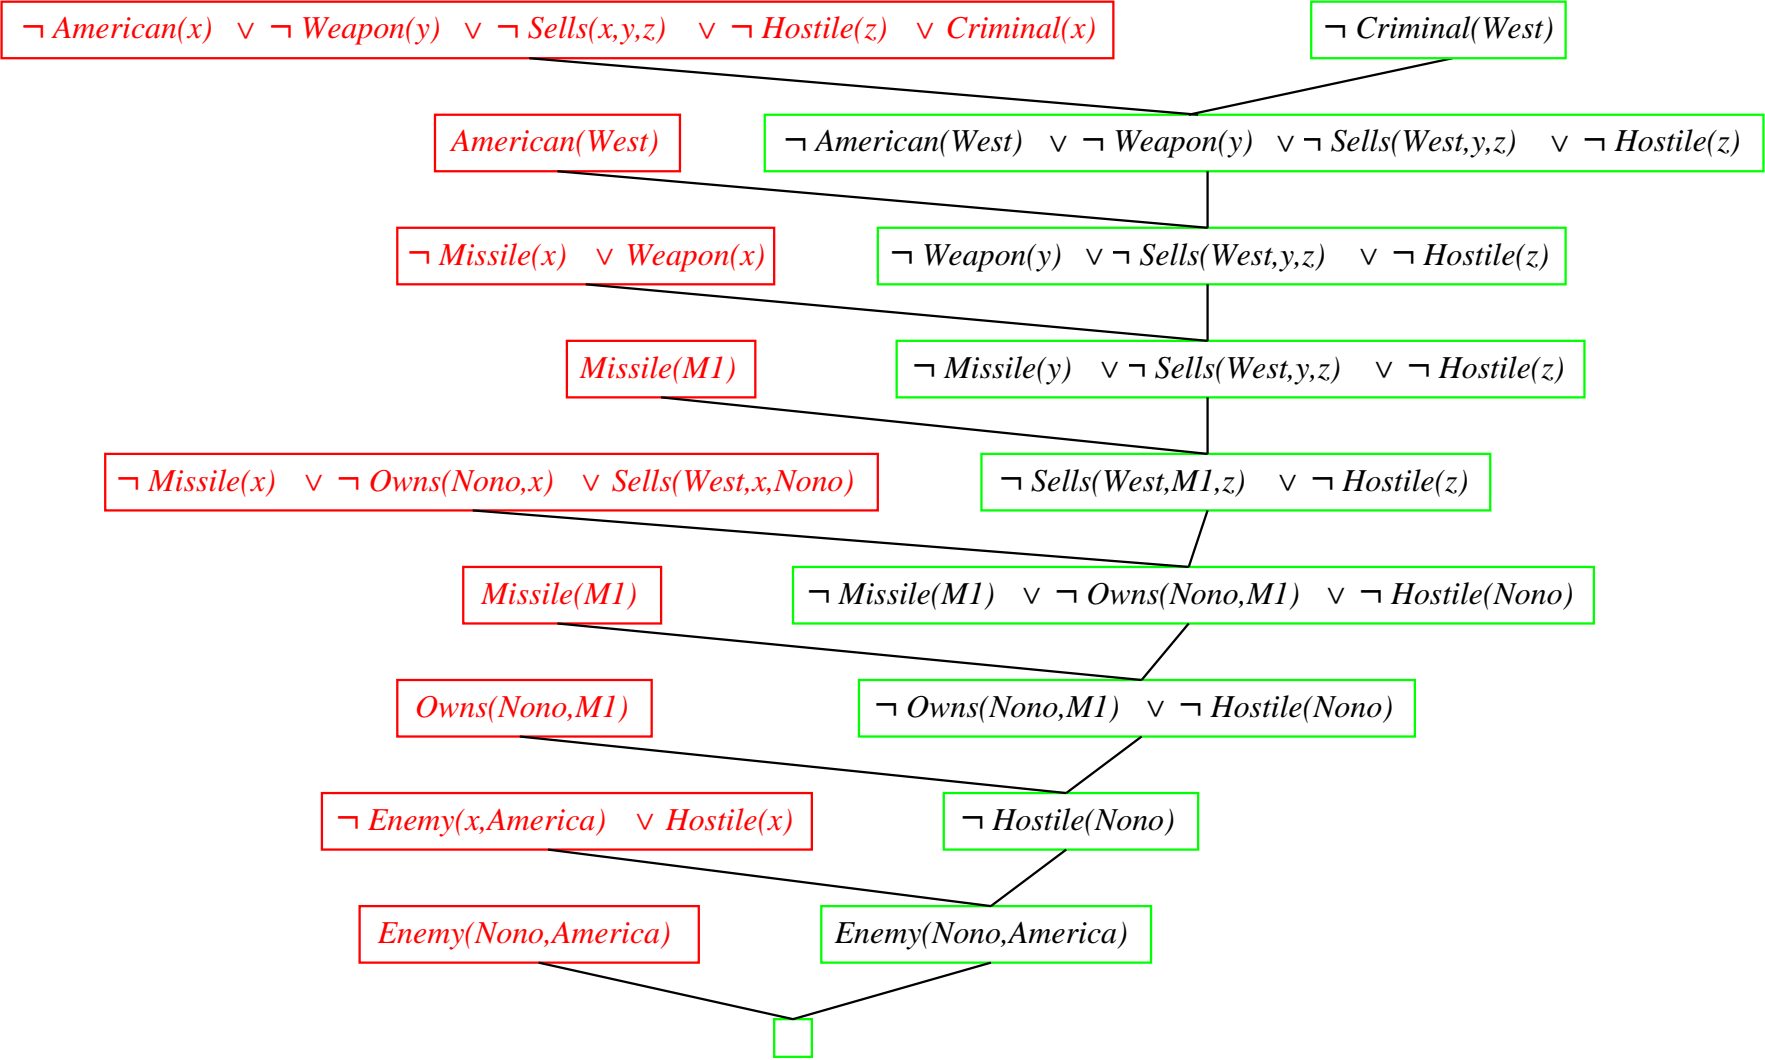 ¬ American(x) ∨ ¬ Weapon(y) ∨ ¬ Sells(x,y,z) ∨ ¬ Hostile(z) ∨ Criminal(x)
¬ Criminal(West)
American(West)
¬ American(West) ∨ ¬ Weapon(y) ∨ ¬ Sells(West,y,z) ∨ ¬ Hostile(z)
¬ Missile(x) ∨ Weapon(x)
¬ Weapon(y) ∨ ¬ Sells(West,y,z) ∨ ¬ Hostile(z)
Missile(M1)
¬ Missile(y) ∨ ¬ Sells(West,y,z) ∨ ¬ Hostile(z)
¬ Missile(x) ∨ ¬ Owns(Nono,x) ∨ Sells(West,x,Nono)
¬ Sells(West,M1,z) ∨ ¬ Hostile(z)
Missile(M1)
¬ Missile(M1) ∨ ¬ Owns(Nono,M1) ∨ ¬ Hostile(Nono)
Owns(Nono,M1)
¬ Owns(Nono,M1) ∨ ¬ Hostile(Nono)
¬ Enemy(x,America) ∨ Hostile(x)
¬ Hostile(Nono)
Enemy(Nono,America)
Enemy(Nono,America)